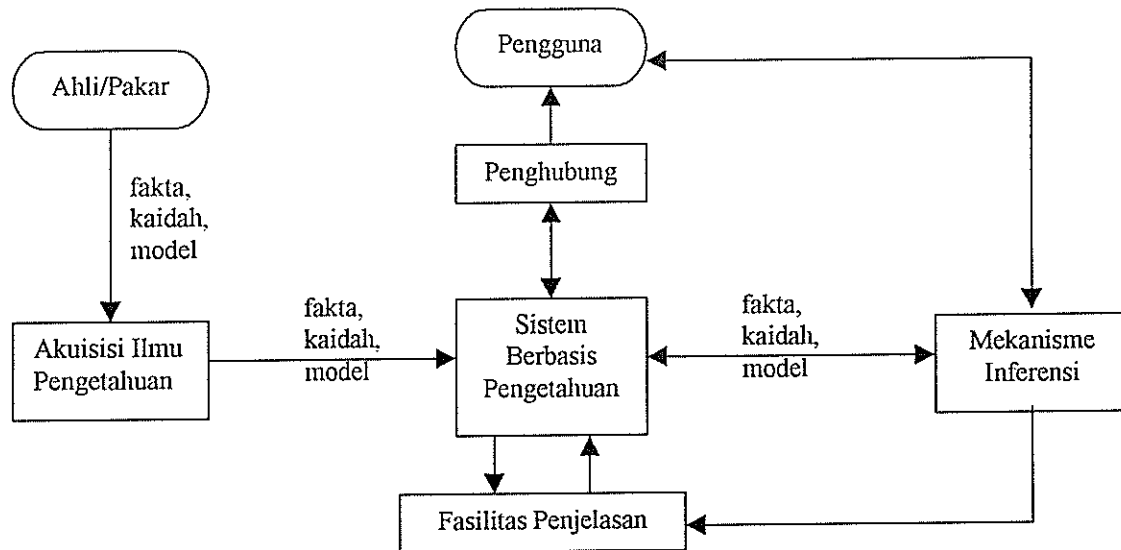 Pengguna
Ahli/Pakar
Penghubung
fakta,
kaidah,
model
fakta,
kaidah,
model
Sistem
Berbasis
Pengetahuan
fakta,
kaidah,
model
Akuisisi Ilmu
Pengetahuan
Mekanisme
Inferensi
Fasilitas Penjelasan